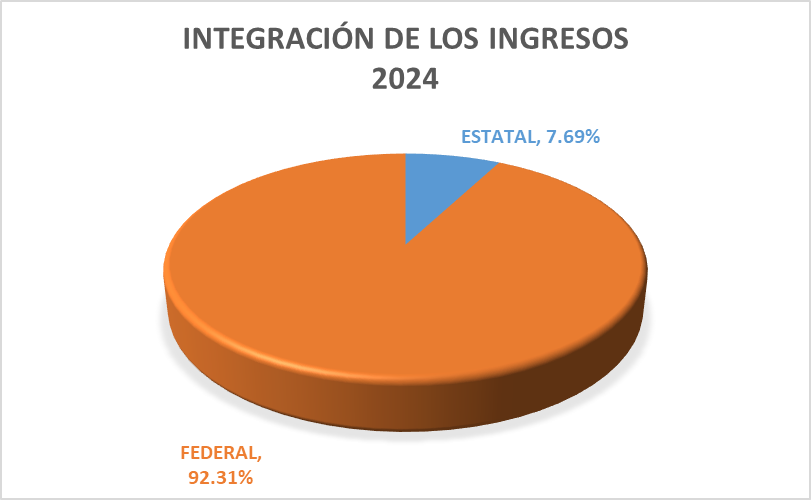 INTEGRACIÓN DE LOS INGRESOS
2024
ESTATAL, 7.69%
FEDERAL,
92.31%